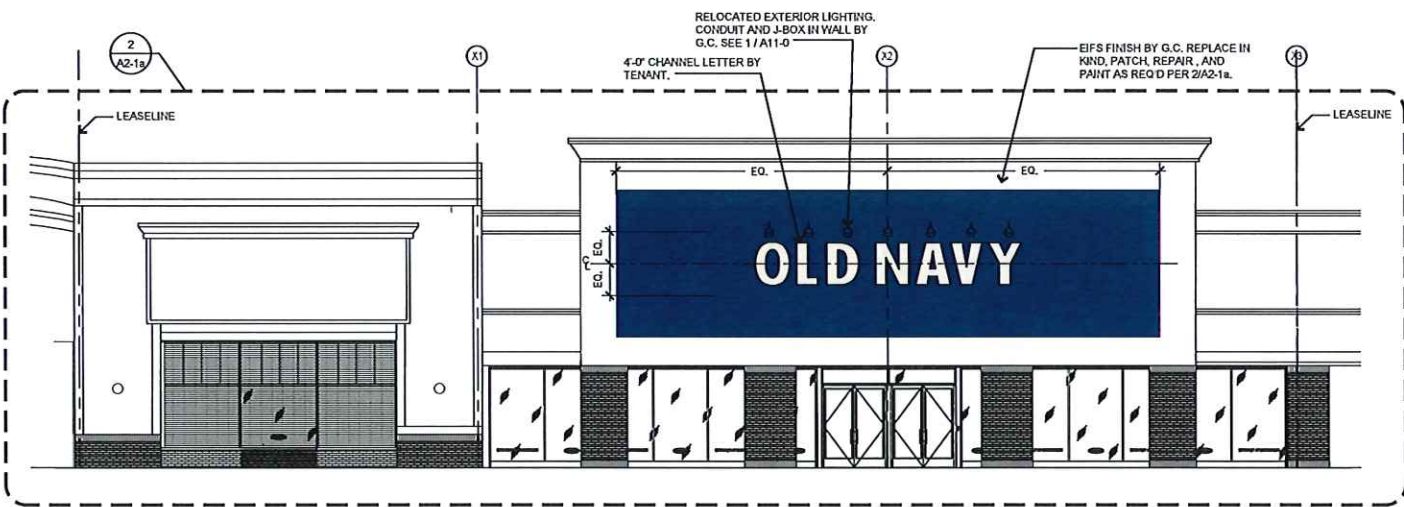 2
A2-1a
LEASELINE
X1
4'-0" CHANNEL LETTER BY
TENANT.
RELOCATED EXTERIOR LIGHTING,
CONDUIT AND J-BOX IN WALL BY
G.C. SEE 1 / A11-0
X2
EIFS FINISH BY G.C. REPLACE IN
KIND, PATCH, REPAIR , AND
PAINT AS REQ'D PER 2/A2-1a.
X3
LEASELINE
EQ.
EQ.
EQ.
CL
EQ.
OLD NAVY